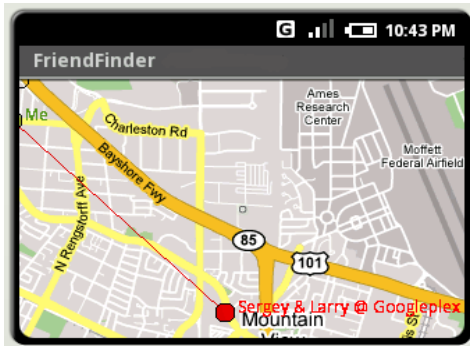 G 10:43 PM
FriendFinder
Ames
Research
Center
Me
Charleston Rd
Moffett
Federal Airfield
Bayshore Fwy
N Rengstorff Ave
85
101
Sergey & Larry @ Googleplex
Mountain
View